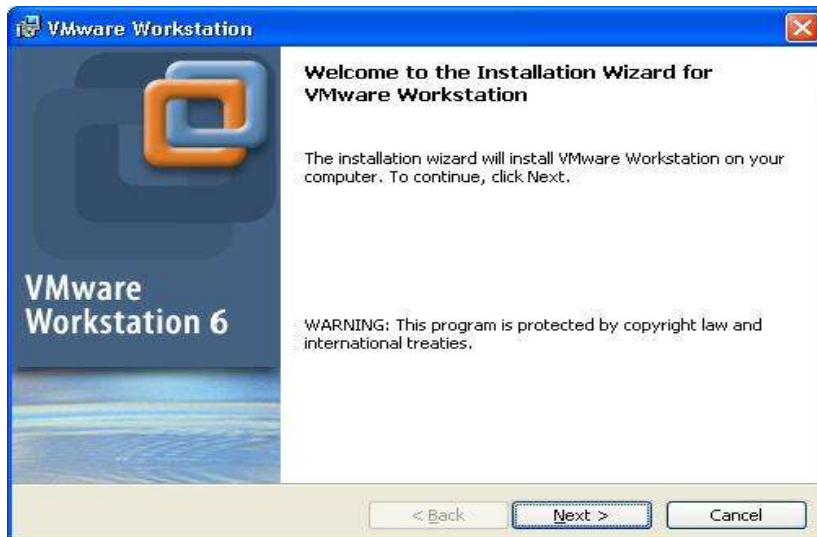 VMware Workstation
Welcome to the Installation Wizard for
VMware Workstation
The installation wizard will install VMware Workstation on your
computer. To continue, click Next.
VMware
Workstation 6
WARNING: This program is protected by copyright law and
international treaties.
< Back
Next >
Cancel